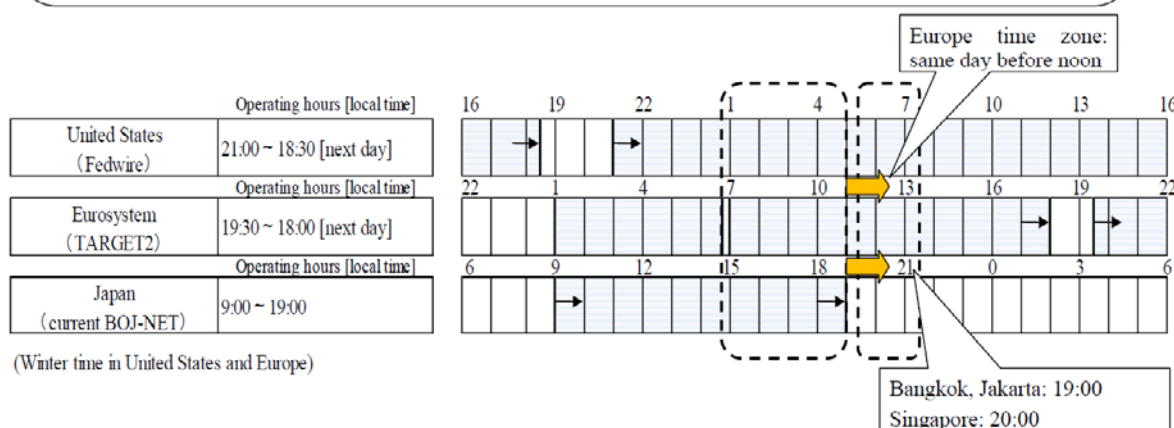 Europe time zone:
same day before noon
Operating hours [local time] 16 19 22 1 4 7 10 13 16
United States
(Fedwire)
21:00 ~ 18:30 [next day]
Operating hours [local time] 22 1 4 7 10 13 16 19 22
Eurosystem
(TARGET2)
19:30 ~ 18:00 [next day]
Operating hours [local time] 6 9 12 15 18 21 0 3 6
Japan
(current BOJ-NET)
9:00 ~ 19:00
(Winter time in United States and Europe)
Bangkok, Jakarta: 19:00
Singapore: 20:00